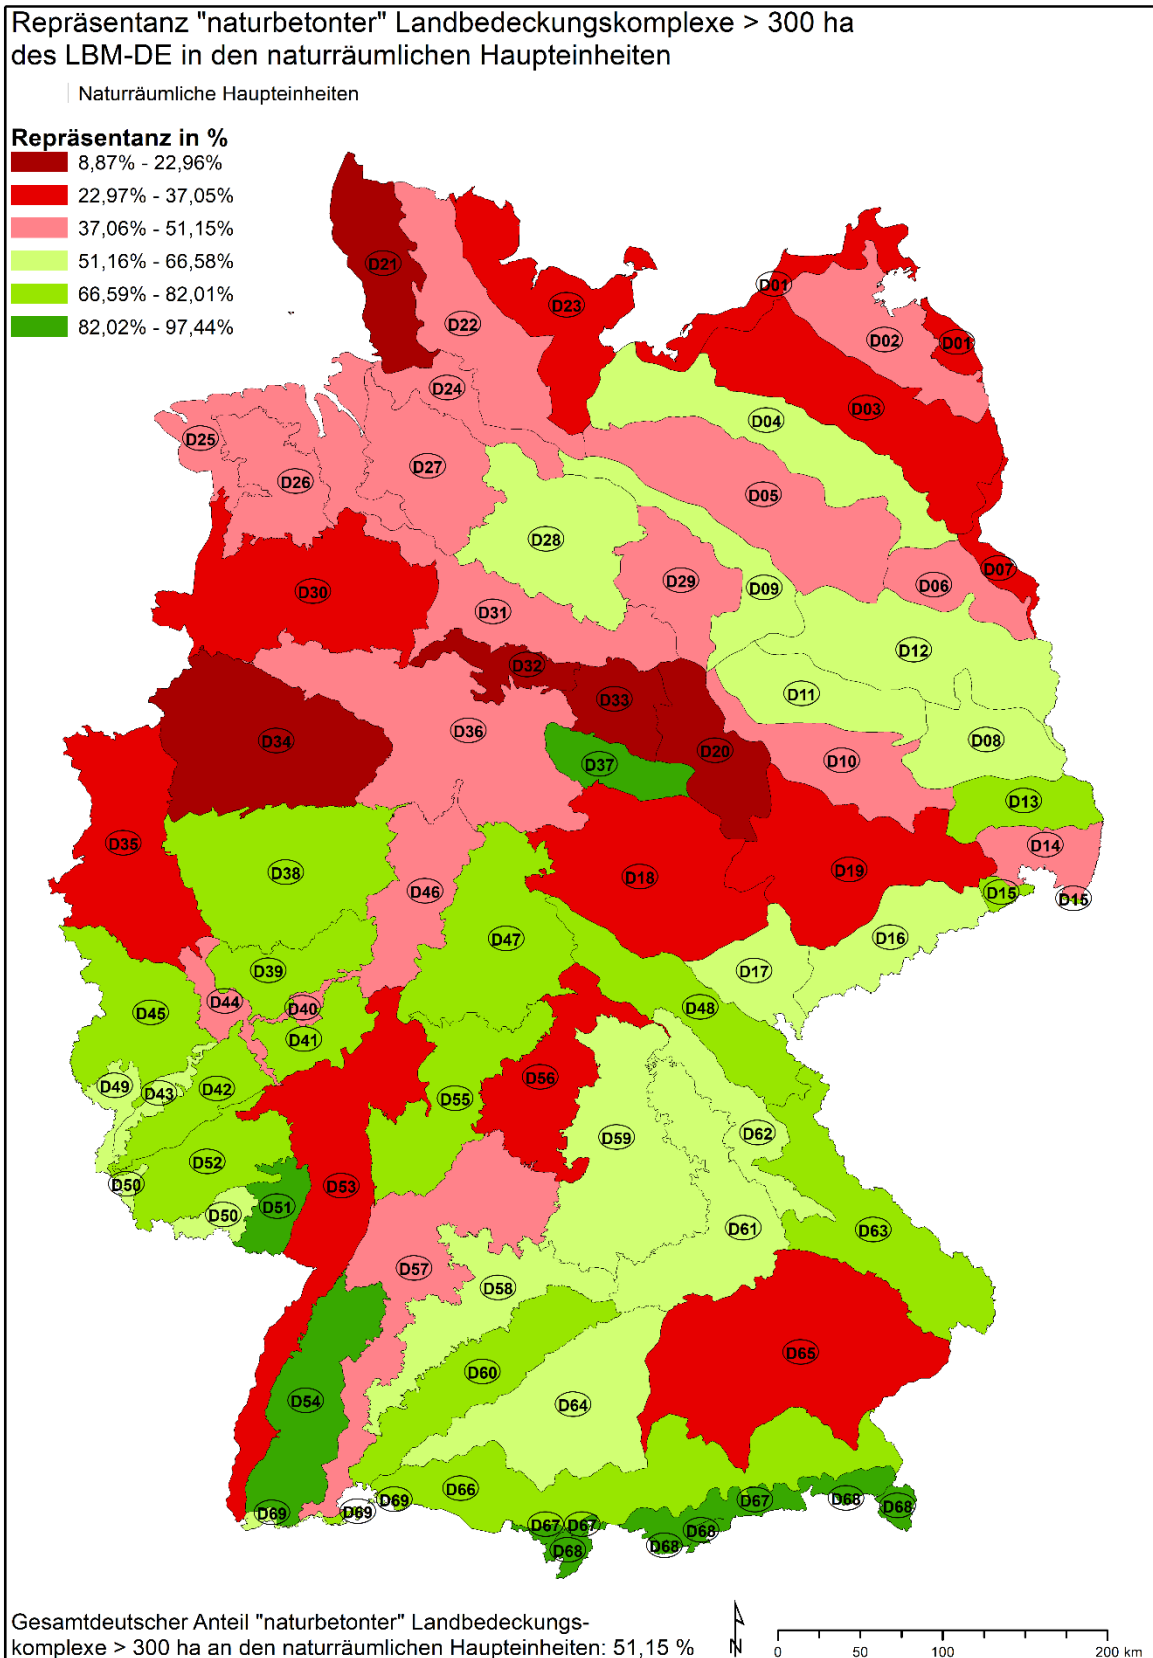 Repräsentanz "naturbetonter" Landbedeckungskomplexe > 300 ha
des LBM-DE in den naturräumlichen Haupteinheiten
Naturräumliche Haupteinheiten
Repräsentanz in %
8,87% - 22,96%
22,97% - 37,05%
37,06% - 51,15%
51,16% - 66,58%
66,59% - 82,01%
82,02% - 97,44%
D21
D01
D23
D22
D02
D01
D24
D03
D04
D25
D27
D26
D05
D28
D07
D29
D06
D09
D30
D31
D12
D32
D11
D33
D36
D34
D08
D20
D10
D37
D13
D35
D14
D38
D19
D18
D46
D15
D15
D47
D16
D39
D17
D44
D40
D48
D45
D41
D56
D49
D42
D43
D55
D62
D59
D52
D50
D53
D51
D50
D61
D63
D57
D58
D65
D60
D54
D64
D66
D69
D67
D68
D68
D69
D69
D67
D67
D68
D68
D68
Gesamtdeutscher Anteil "naturbetonter" Landbedeckungs-
komplexe > 300 ha an den naturräumlichen Haupteinheiten: 51,15 %
N
0 50 100 200 km